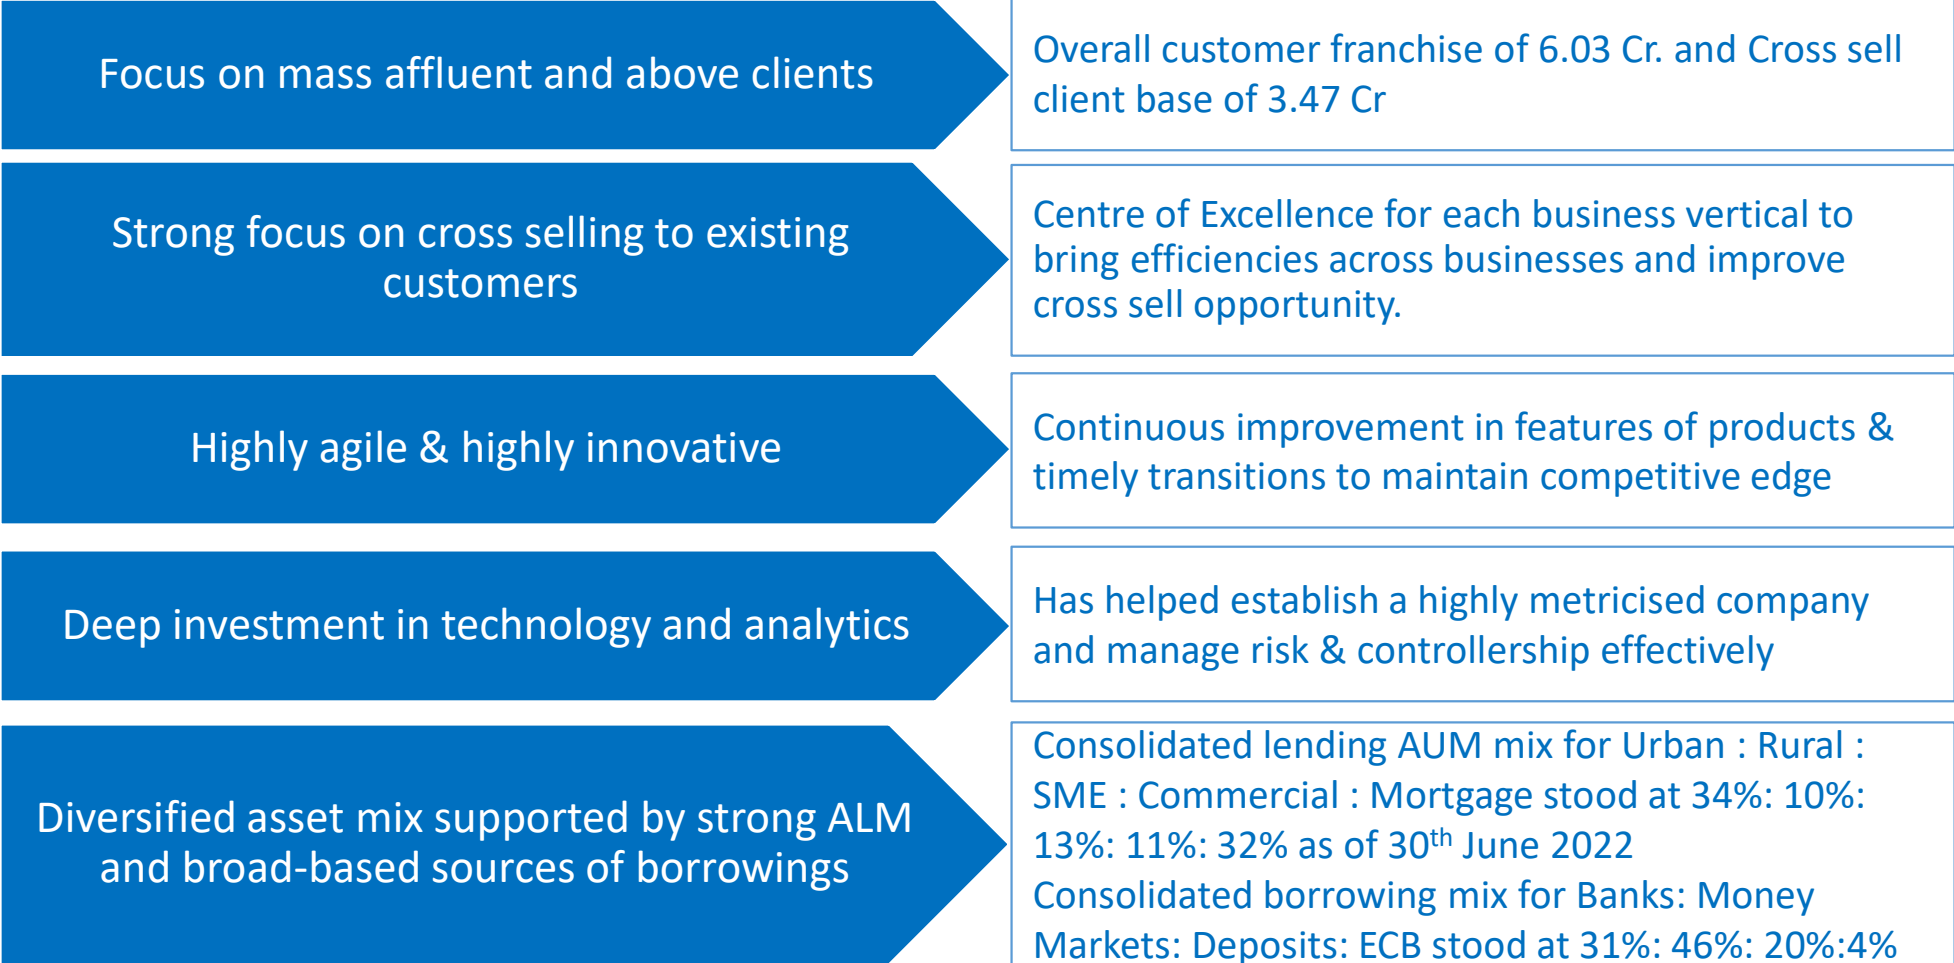 Focus on mass affluent and above clients
Overall customer franchise of 6.03 Cr. and Cross sell
client base of 3.47 Cr
Strong focus on cross selling to existing
customers
Centre of Excellence for each business vertical to
bring efficiencies across businesses and improve
cross sell opportunity.
Highly agile & highly innovative
Continuous improvement in features of products &
timely transitions to maintain competitive edge
Deep investment in technology and analytics
Has helped establish a highly metricised company
and manage risk & controllership effectively
Diversified asset mix supported by strong ALM
and broad-based sources of borrowings
Consolidated lending AUM mix for Urban : Rural :
SME : Commercial : Mortgage stood at 34%: 10%:
13%: 11%: 32% as of 30th June 2022
Consolidated borrowing mix for Banks: Money
Markets: Deposits: ECB stood at 31%: 46%: 20%:4%